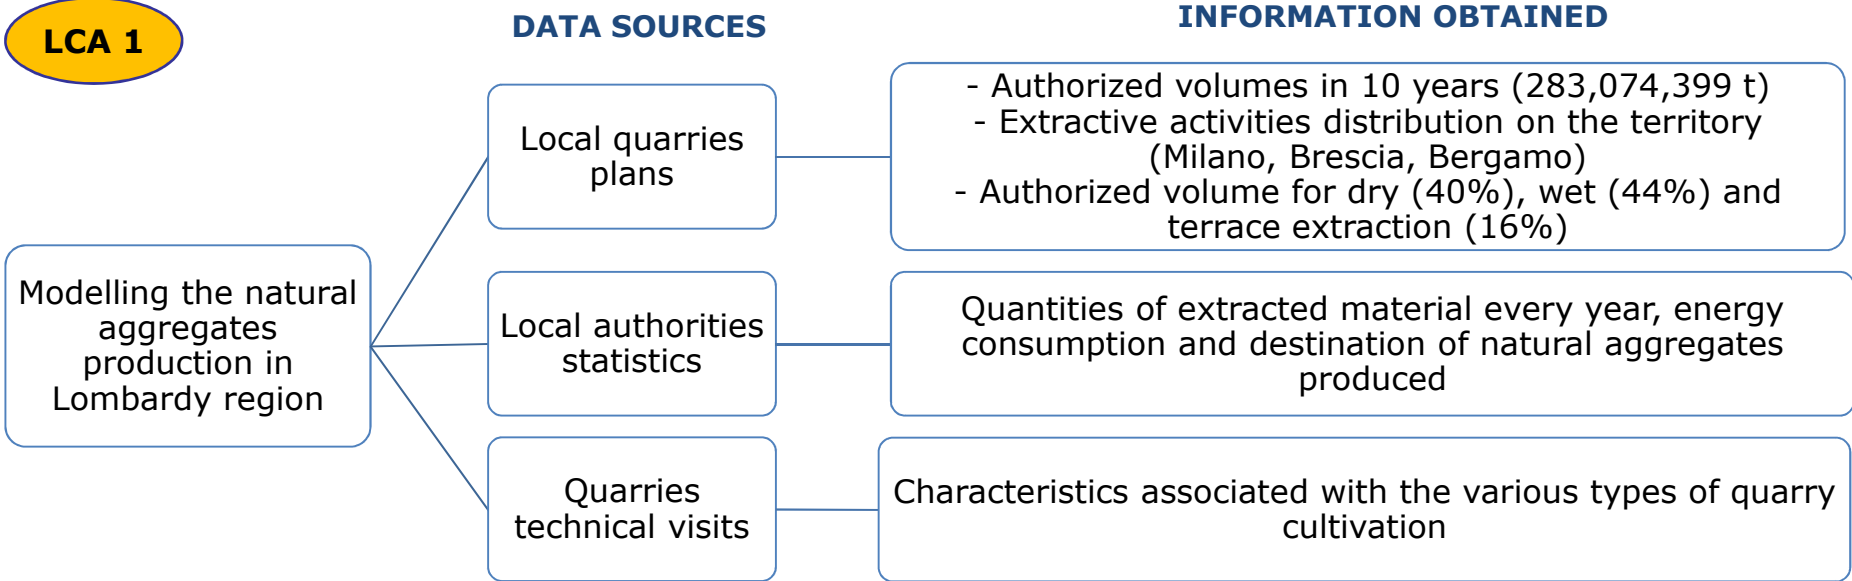 LCA 1
DATA SOURCES
INFORMATION OBTAINED
Modelling the natural
aggregates
production in
Lombardy region
Local quarries
plans
- Authorized volumes in 10 years (283,074,399 t)
- Extractive activities distribution on the territory
(Milano, Brescia, Bergamo)
- Authorized volume for dry (40%), wet (44%) and
terrace extraction (16%)
Local authorities
statistics
Quantities of extracted material every year, energy
consumption and destination of natural aggregates
produced
Quarries
technical visits
Characteristics associated with the various types of quarry
cultivation